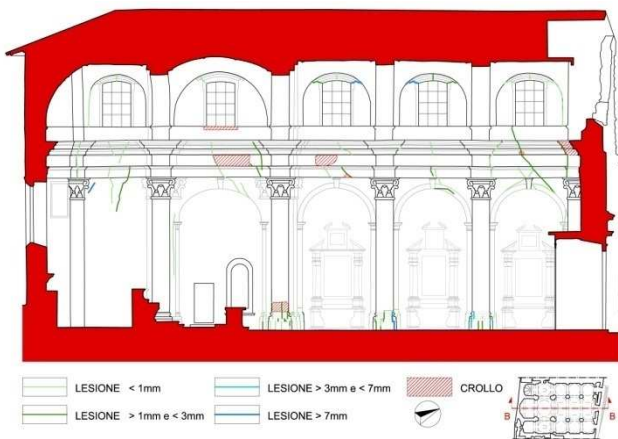 LESIONE < 1mm
LESIONE > 3mm e < 7mm
CROLLO
LESIONE > 1mm e < 3mm
LESIONE > 7mm
B B